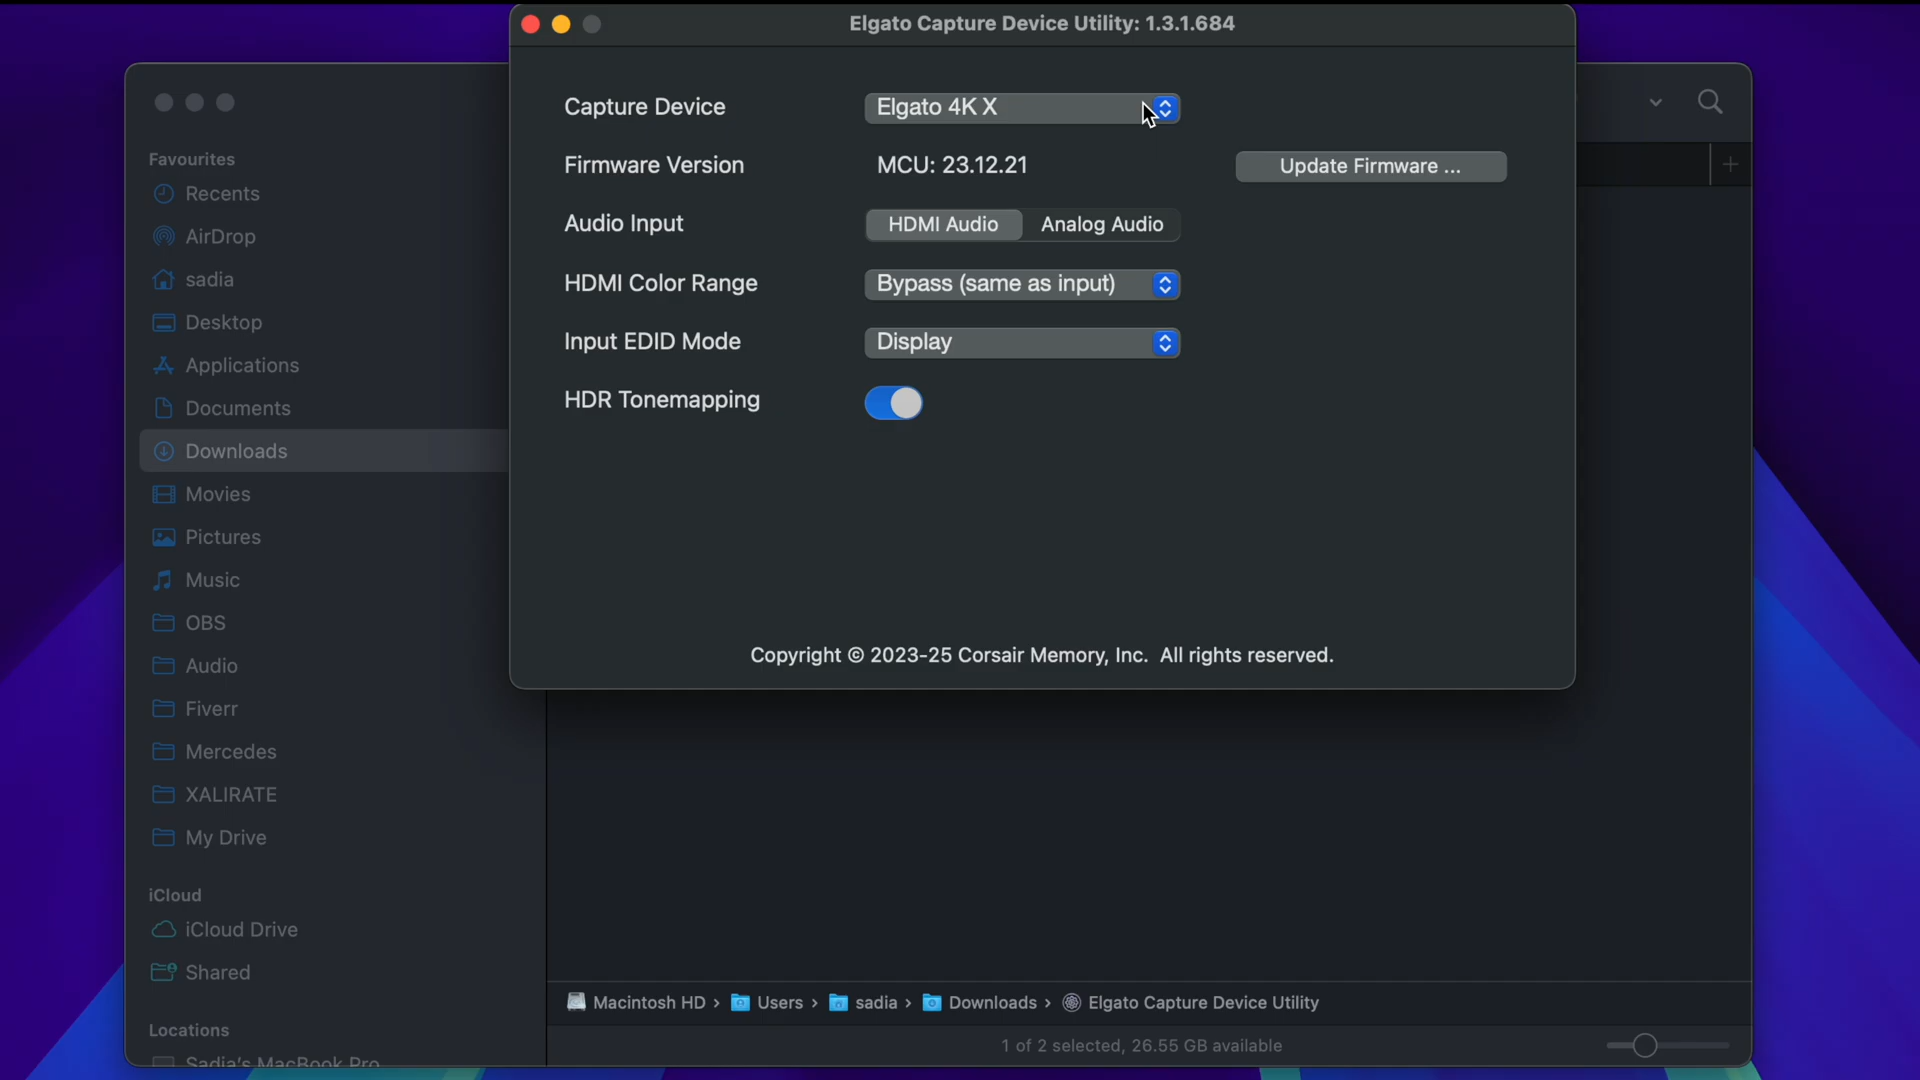 Elgato Capture Device Utility: 1.3.1.684
Capture Device
Elgato 4K X
Firmware Version
MCU: 23.12.21
Update Firmware ...
Audio Input
HDMI Audio
Analog Audio
HDMI Color Range
Bypass (same as input)
Input EDID Mode
Display
HDR Tonemapping
Copyright © 2023-25 Corsair Memory, Inc. All rights reserved.
Favourites
Recents
AirDrop
sadia
Desktop
Applications
Documents
Downloads
Movies
Pictures
Music
OBS
Audio
Fiverr
Mercedes
XALIRATE
My Drive
iCloud
iCloud Drive
Shared
Locations
Sadia's MacBook Pro
Macintosh HD › Users › sadia › Downloads › Elgato Capture Device Utility
1 of 2 selected, 26.55 GB available